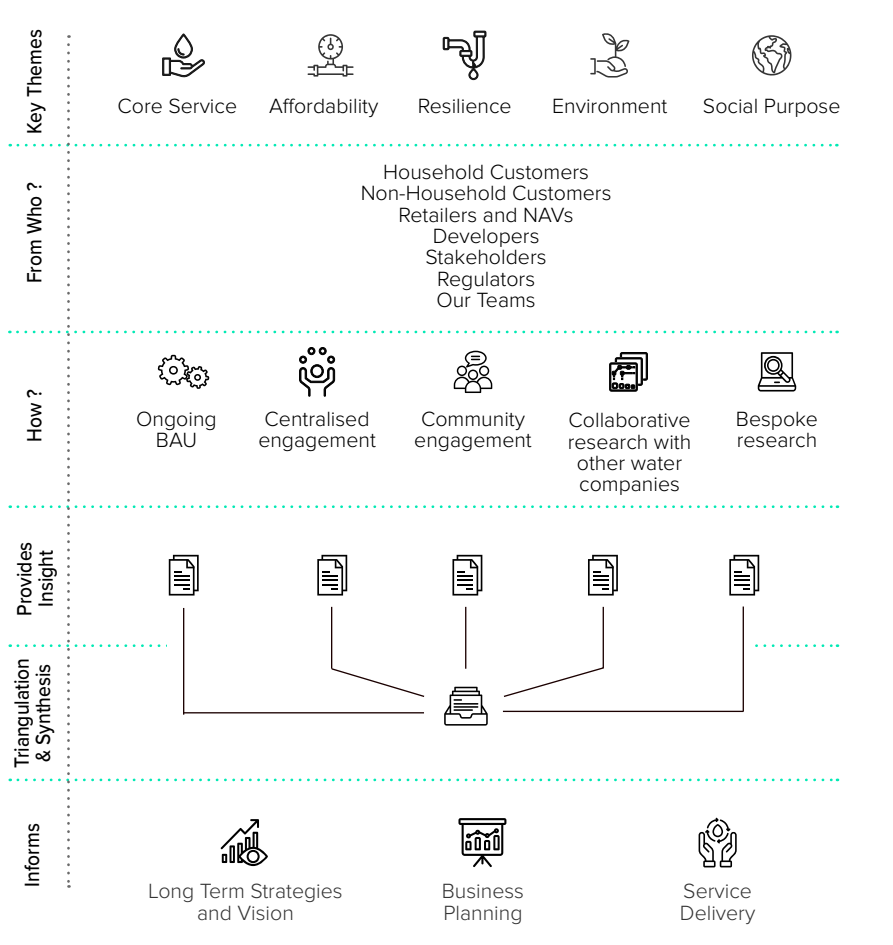 Key Themes
Core Service
Affordability
Resilience
Environment
Social Purpose
From Who ?
Household Customers
Non-Household Customers
Retailers and NAVs
Developers
Stakeholders
Regulators
Our Teams
How ?
Ongoing
BAU
Centralised
engagement
Community
engagement
Collaborative
research with
other water
companies
Bespoke
research
Provides
Insight
Triangulation
& Synthesis
Informs
Long Term Strategies
and Vision
Business
Planning
Service
Delivery